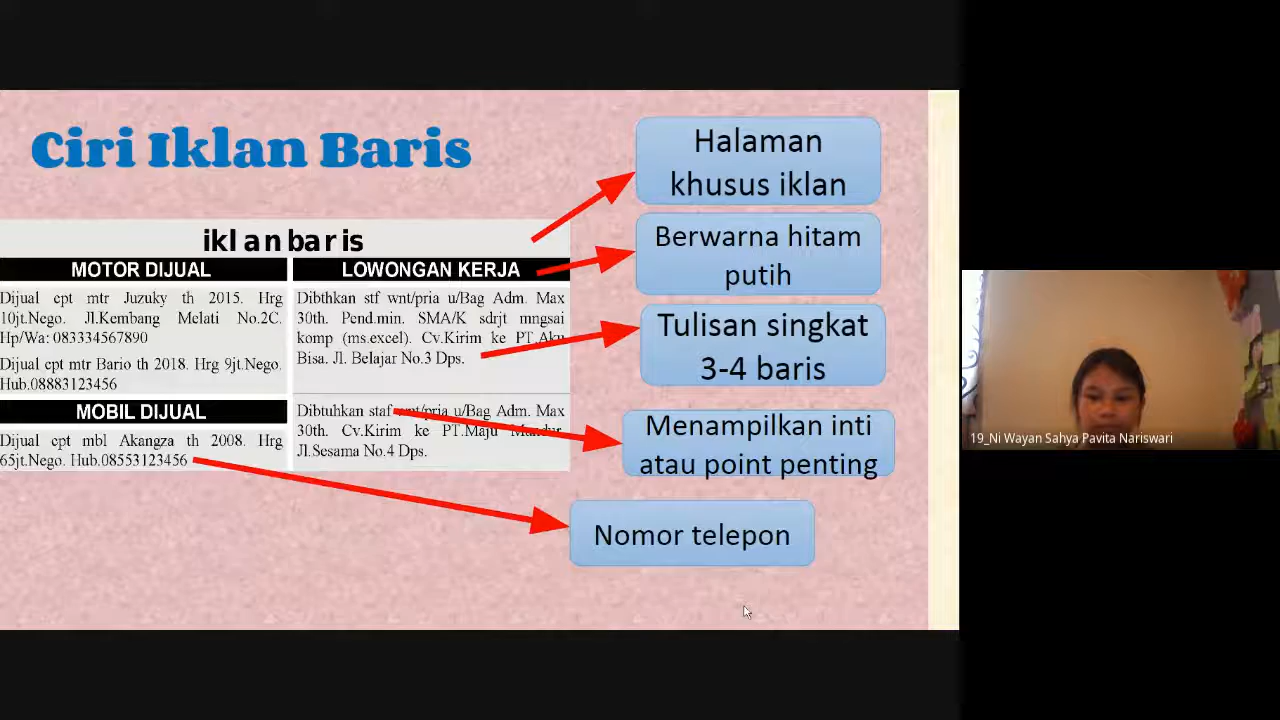 Ciri Iklan Baris
iklanbaris
MOTOR DIJUAL
Dijual cpt mtr Juzuky th 2015. Hrg
10jt.Nego. Jl.Kembang Melati No.2C.
Hp/Wa: 083334567890
Dijual cpt mtr Bario th 2018. Hrg 9jt.Nego.
Hub.08883123456
MOBIL DIJUAL
Dijual cpt mbl Akangza th 2008. Hrg
65jt.Nego. Hub.08553123456
LOWONGAN KERJA
Dibthkan stf wnt/pria u/Bag Adm. Max
30th. Pend.min. SMA/K sdrjt mngsai
komp (ms.excel). Cv.Kirim ke PT.Aku
Bisa. Jl. Belajar No.3 Dps.
Dibtuhkan staf wnt/pria u/Bag Adm. Max
30th. Cv.Kirim ke PT.Maju Mundur.
Jl.Sesama No.4 Dps.
Halaman
khusus iklan
Berwarna hitam
putih
Tulisan singkat
3-4 baris
Menampilkan inti
atau point penting
Nomor telepon
19_Ni Wayan Sahya Pavita Nariswari